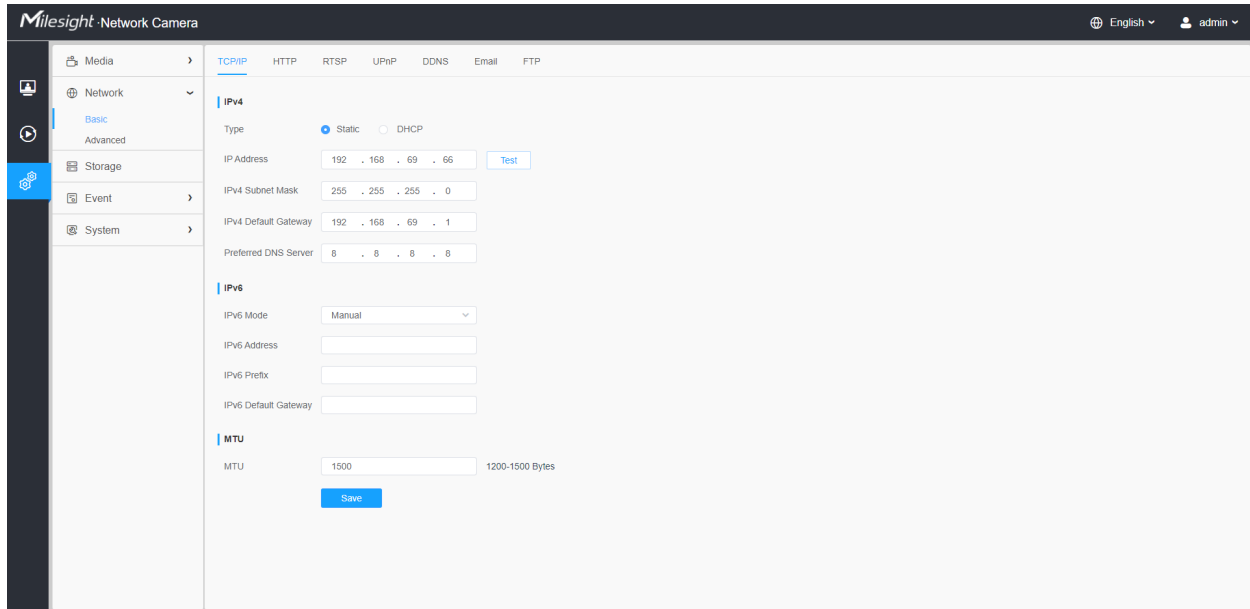 Milesight·Network Camera English admin
Media
Network
Basic
Advanced
Storage
Event
System
TCP/IP HTTP RTSP UPnP DDNS Email FTP
IPv4
Type Static DHCP
IP Address 192 . 168 . 69 . 66 Test
IPv4 Subnet Mask 255 . 255 . 255 . 0
IPv4 Default Gateway 192 . 168 . 69 . 1
Preferred DNS Server 8 . 8 . 8 . 8
IPv6
IPv6 Mode Manual
IPv6 Address
IPv6 Prefix
IPv6 Default Gateway
MTU
MTU 1500 1200-1500 Bytes
Save